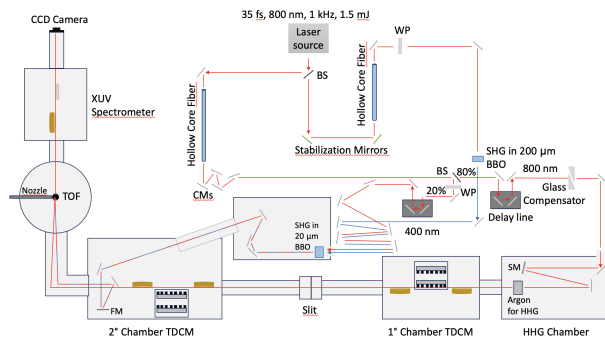 CCD Camera
35 fs, 800 nm, 1 kHz, 1.5 mJ
Laser
source
WP
BS
XUV
Spectrometer
Hollow Core Fiber
Hollow Core Fiber
Stabilization Mirrors
SHG in 200 μm
BBO
Nozzle
TOF
CMs
BS
80%
800 nm
20%
WP
Glass
Compensator
Delay line
400 nm
SHG in
20 μm
BBO
SM
Argon
for HHG
FM
Slit
2° Chamber TDCM
1° Chamber TDCM
HHG Chamber